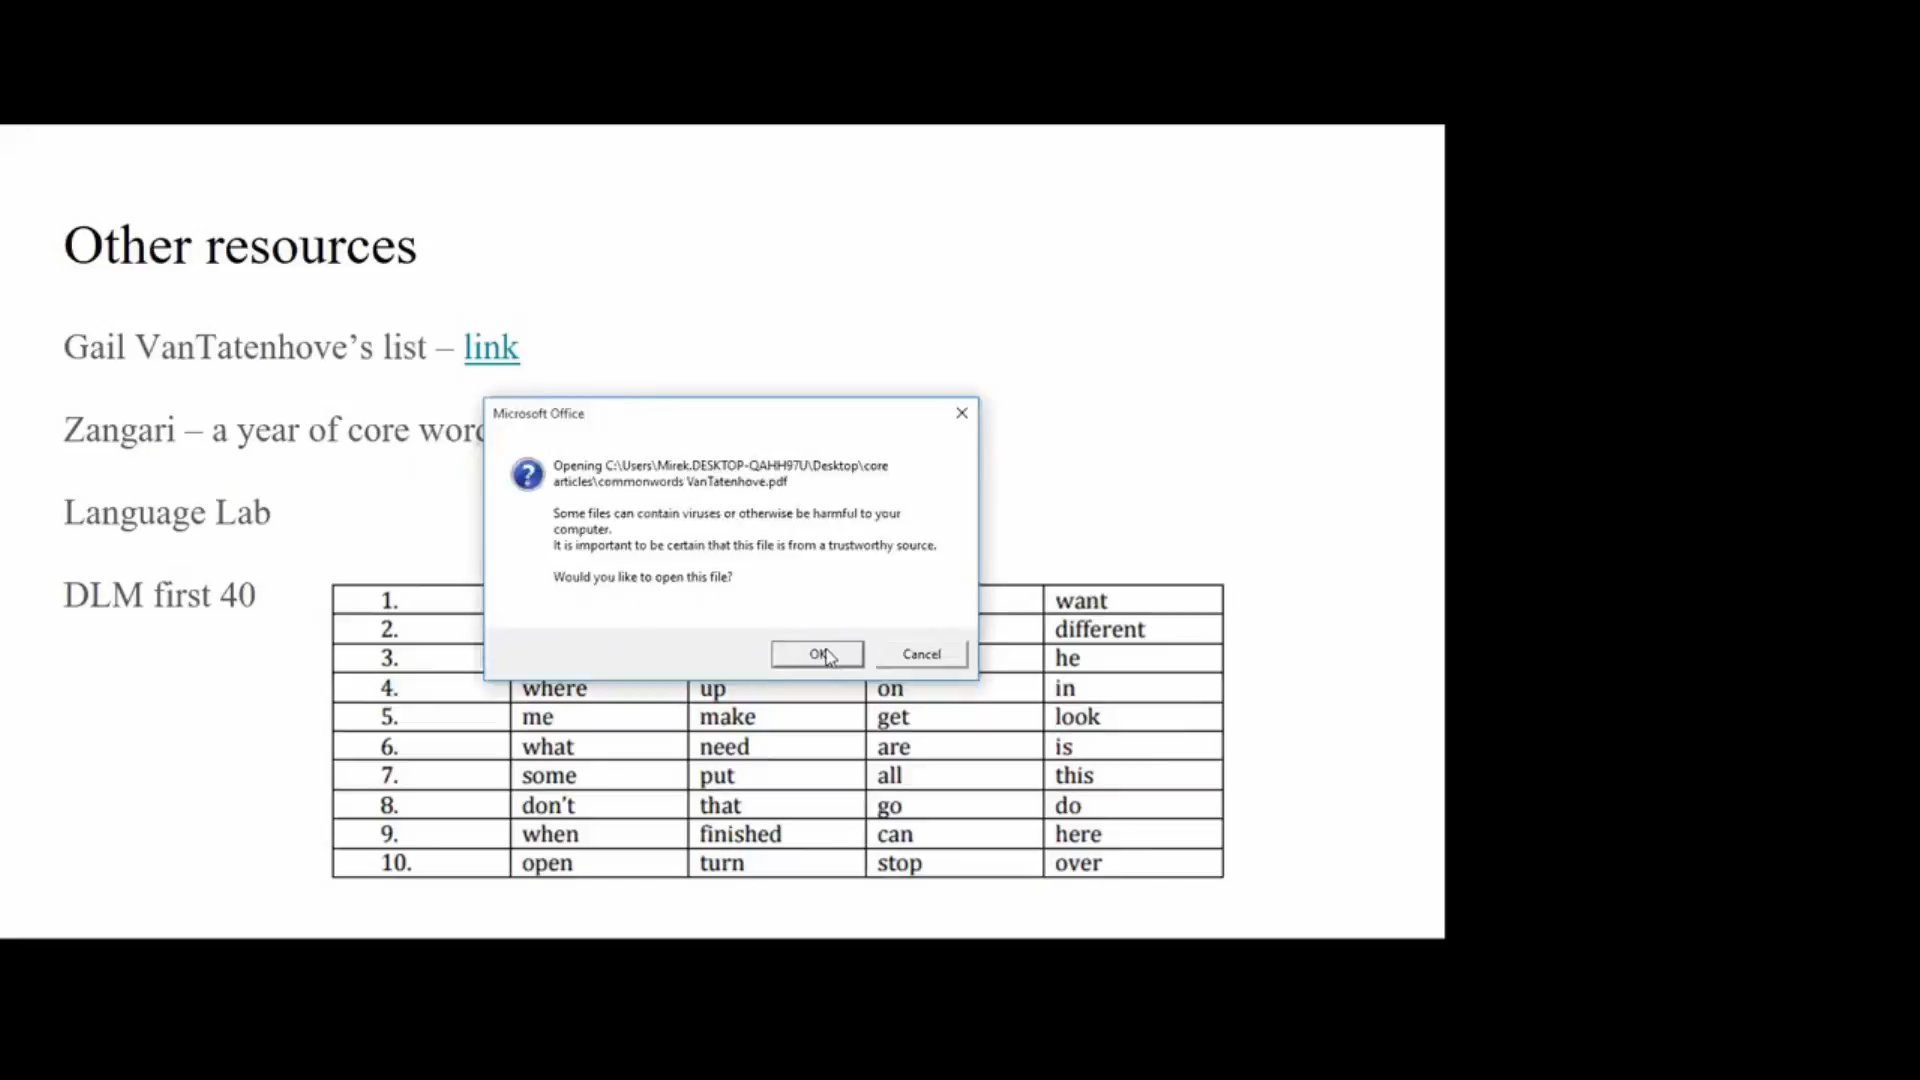 Other resources
Gail VanTatenhove's list – link
Zangari – a year of core
Language Lab
DLM first 40
Microsoft Office
Opening C:\Users\Mirek.DESKTOP-QAHH97U\Desktop\core
articles\commonwords VanTatenhove.pdf
Some files can contain viruses or otherwise be harmful to your
computer.
It is important to be certain that this file is from a trustworthy source.
Would you like to open this file?
OK Cancel
1. want
2. different
3. he
4. where up on in
5. me make get look
6. what need are is
7. some put all this
8. don't that go do
9. when finished can here
10. open turn stop over